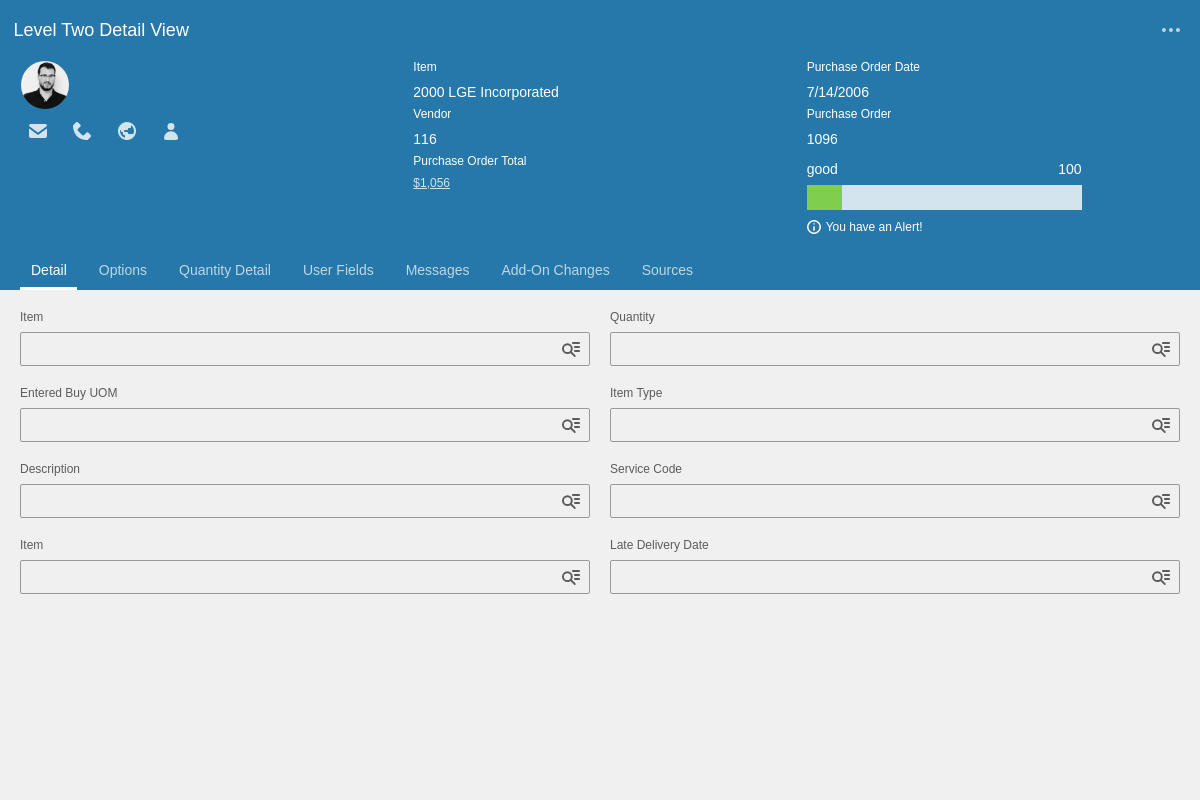 Level Two Detail View
Item
2000 LGE Incorporated
Vendor
116
Purchase Order Total
$1,056
Purchase Order Date
7/14/2006
Purchase Order
1096
good 100
You have an Alert!
Detail Options Quantity Detail User Fields Messages Add-On Changes Sources
Item Quantity
Entered Buy UOM Item Type
Description Service Code
Item Late Delivery Date